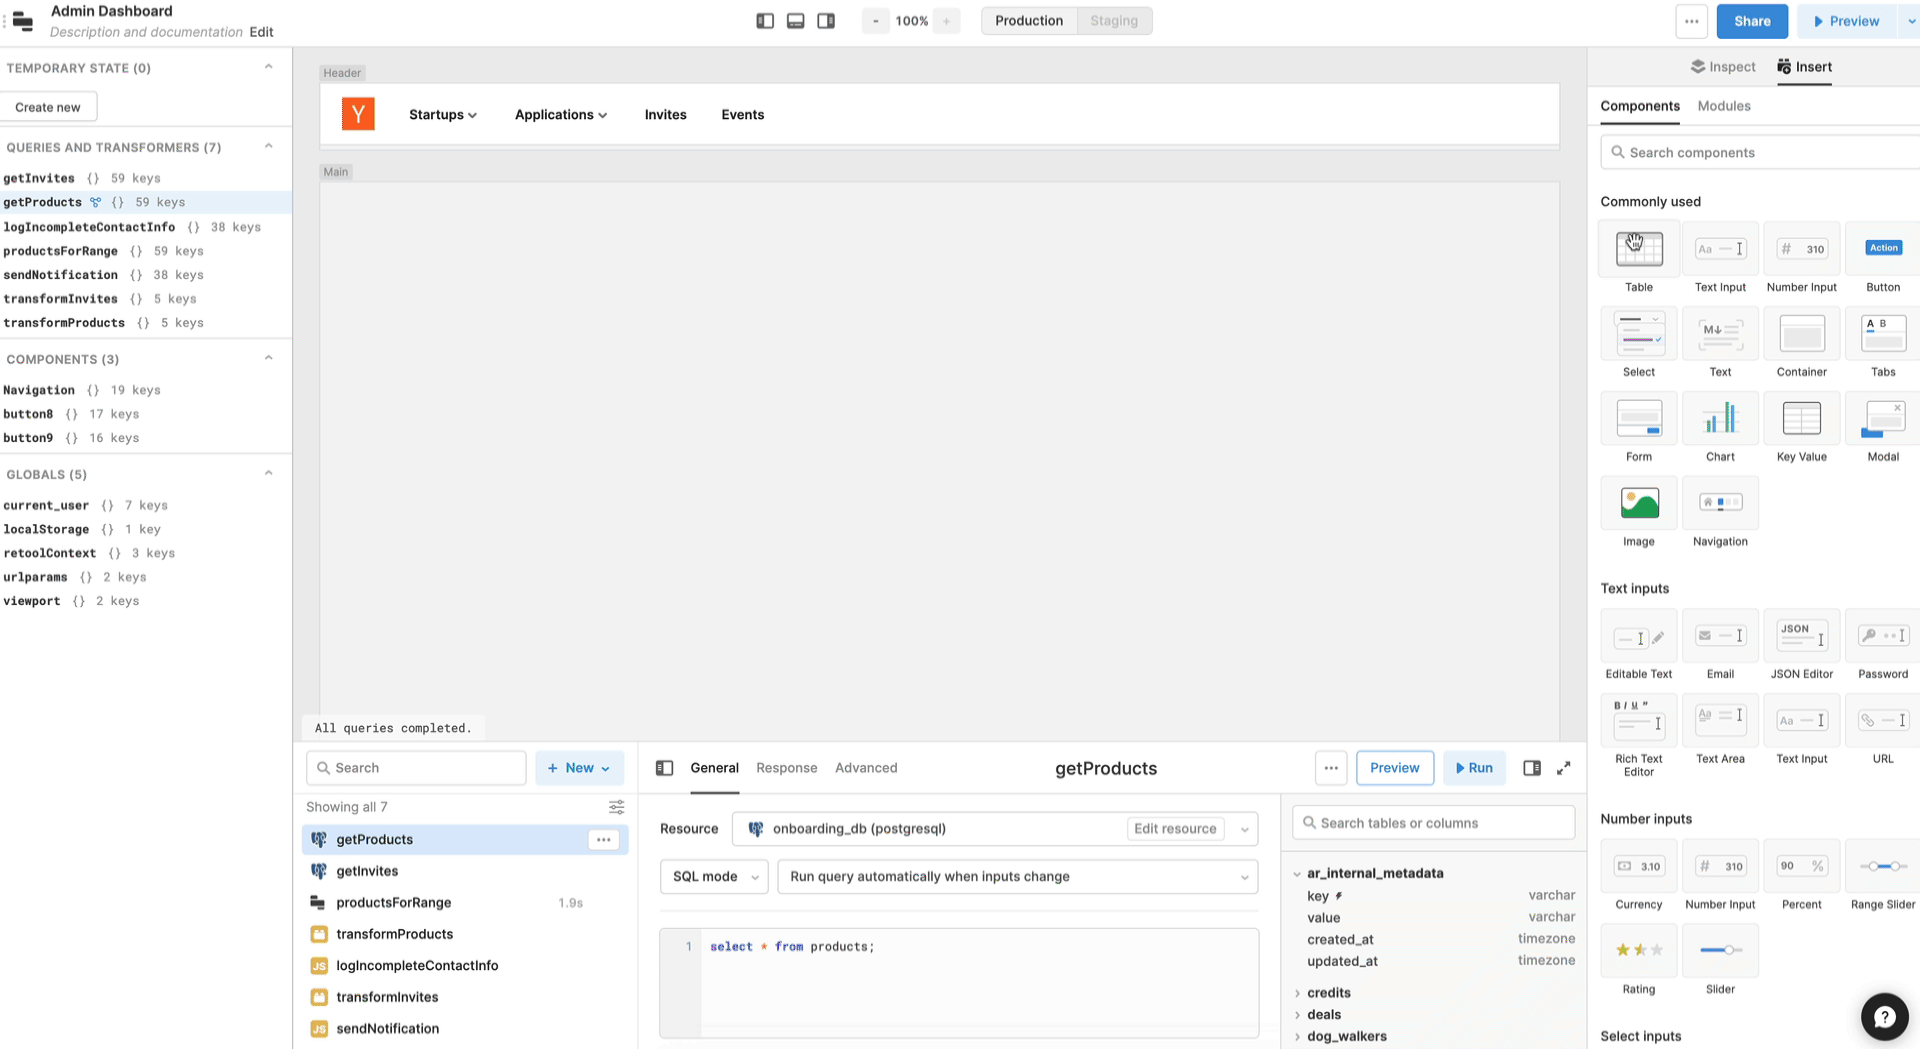 Admin Dashboard
Description and documentation Edit
- 100% +
Production Staging
Share
Preview
TEMPORARY STATE (0)
Create new
QUERIES AND TRANSFORMERS (7)
getInvites {} 59 keys
getProducts {} 59 keys
logIncompleteContactInfo {} 38 keys
productsForRange {} 59 keys
sendNotification {} 38 keys
transformInvites {} 5 keys
transformProducts {} 5 keys
COMPONENTS (3)
Navigation {} 19 keys
button8 {} 17 keys
button9 {} 16 keys
GLOBALS (5)
current_user {} 7 keys
localStorage {} 1 key
retoolContext {} 3 keys
urlparams {} 2 keys
viewport {} 2 keys
Header
Y Startups Applications Invites Events
Main
All queries completed.
Search
+ New
Showing all 7
getProducts
getInvites
productsForRange 1.9s
transformProducts
JS logIncompleteContactInfo
transformInvites
JS sendNotification
General Response Advanced
getProducts
Preview
Run
Resource onboarding_db (postgresql) Edit resource
SQL mode Run query automatically when inputs change
1 select * from products;
Search tables or columns
ar_internal_metadata
key varchar
value varchar
created_at timezone
updated_at timezone
credits
deals
dog_walkers
Inspect Insert
Components Modules
Search components
Commonly used
Aa # 310 Action
Table Text Input Number Input Button
M A B
Select Text Container Tabs
Form Chart Key Value Modal
Image Navigation
Text inputs
JSON
Editable Text Email JSON Editor Password
B I U " Aa Aa
Rich Text Editor Text Area Text Input URL
Number inputs
3.10 # 310 90 %
Currency Number Input Percent Range Slider
Rating Slider
Select inputs
?